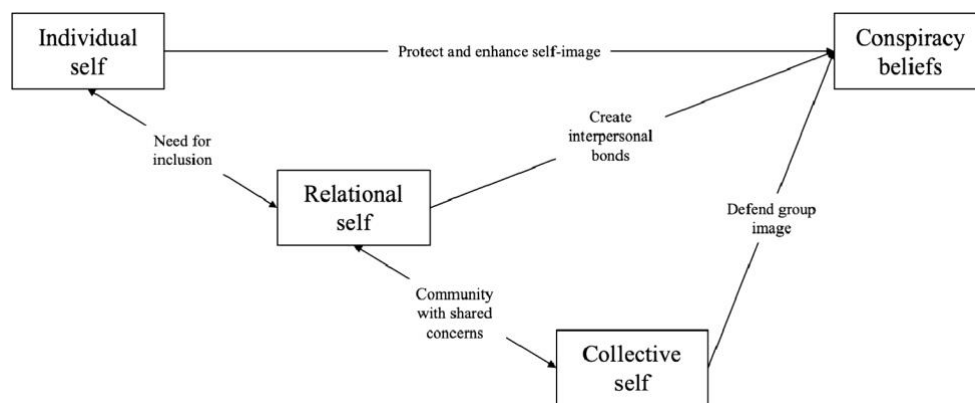 Individual
self
Protect and enhance self-image
Conspiracy
beliefs
Need for
inclusion
Create
interpersonal
bonds
Relational
self
Defend group
image
Community
with shared
concerns
Collective
self